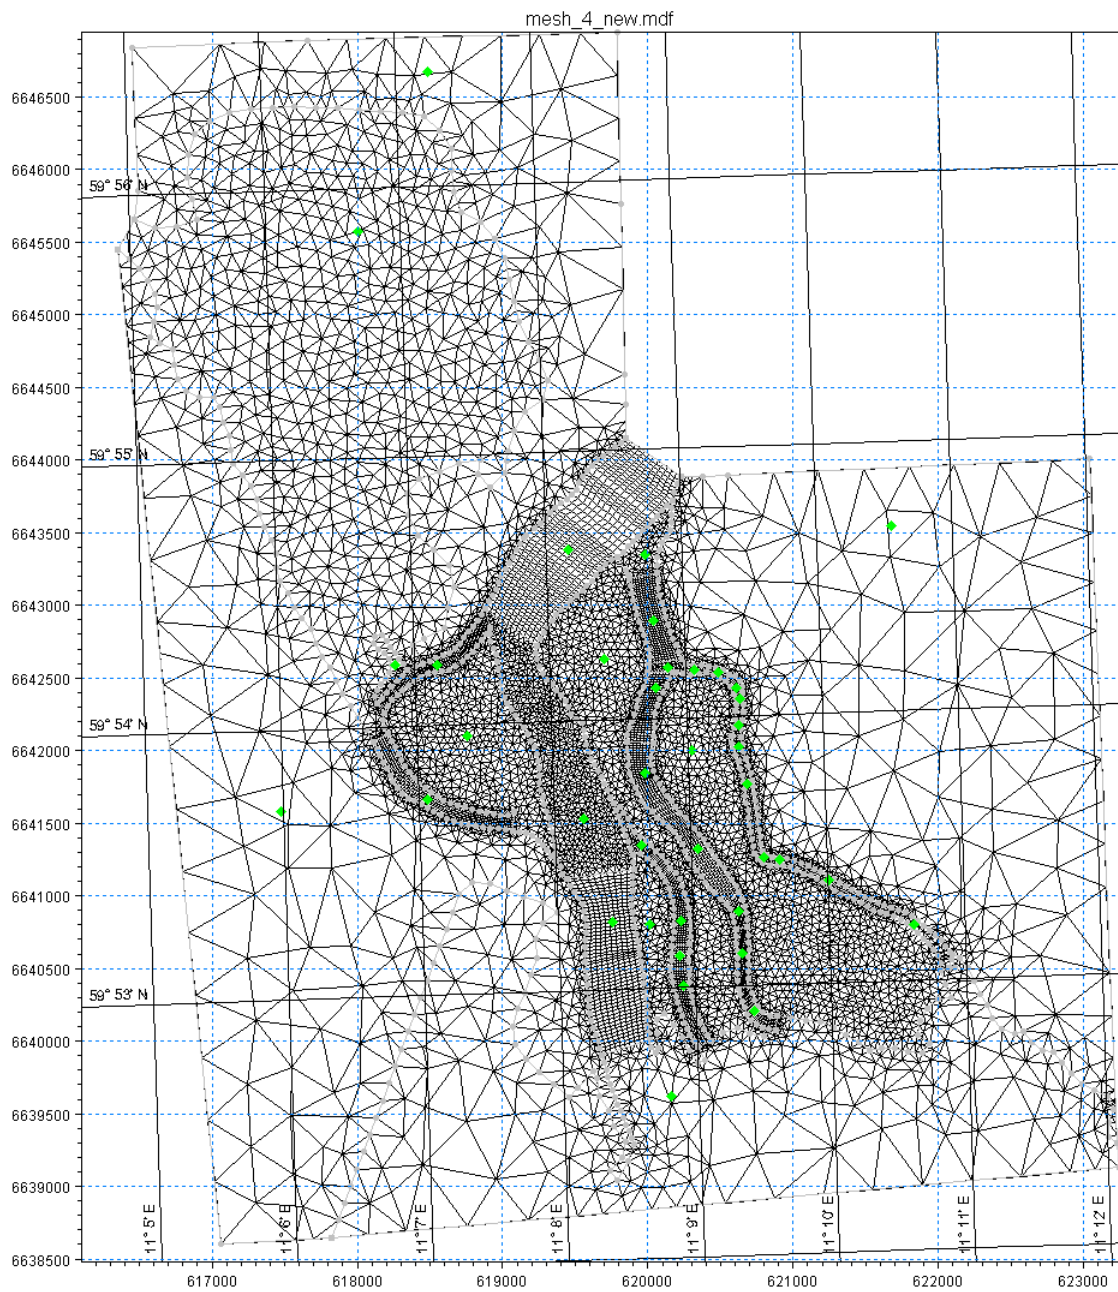 mesh_4_new.mdf
6646500
6646000
59° 56' N
6645500
6645000
6644500
6644000
59° 55' N
6643500
6643000
6642500
59° 54' N
6642000
6641500
6641000
6640500
59° 53' N
6640000
6639500
6639000
6638500
11° 5' E
11° 6' E
11° 7' E
11° 8' E
11° 9' E
11° 10' E
11° 11' E
11° 12' E
617000
618000
619000
620000
621000
622000
623000